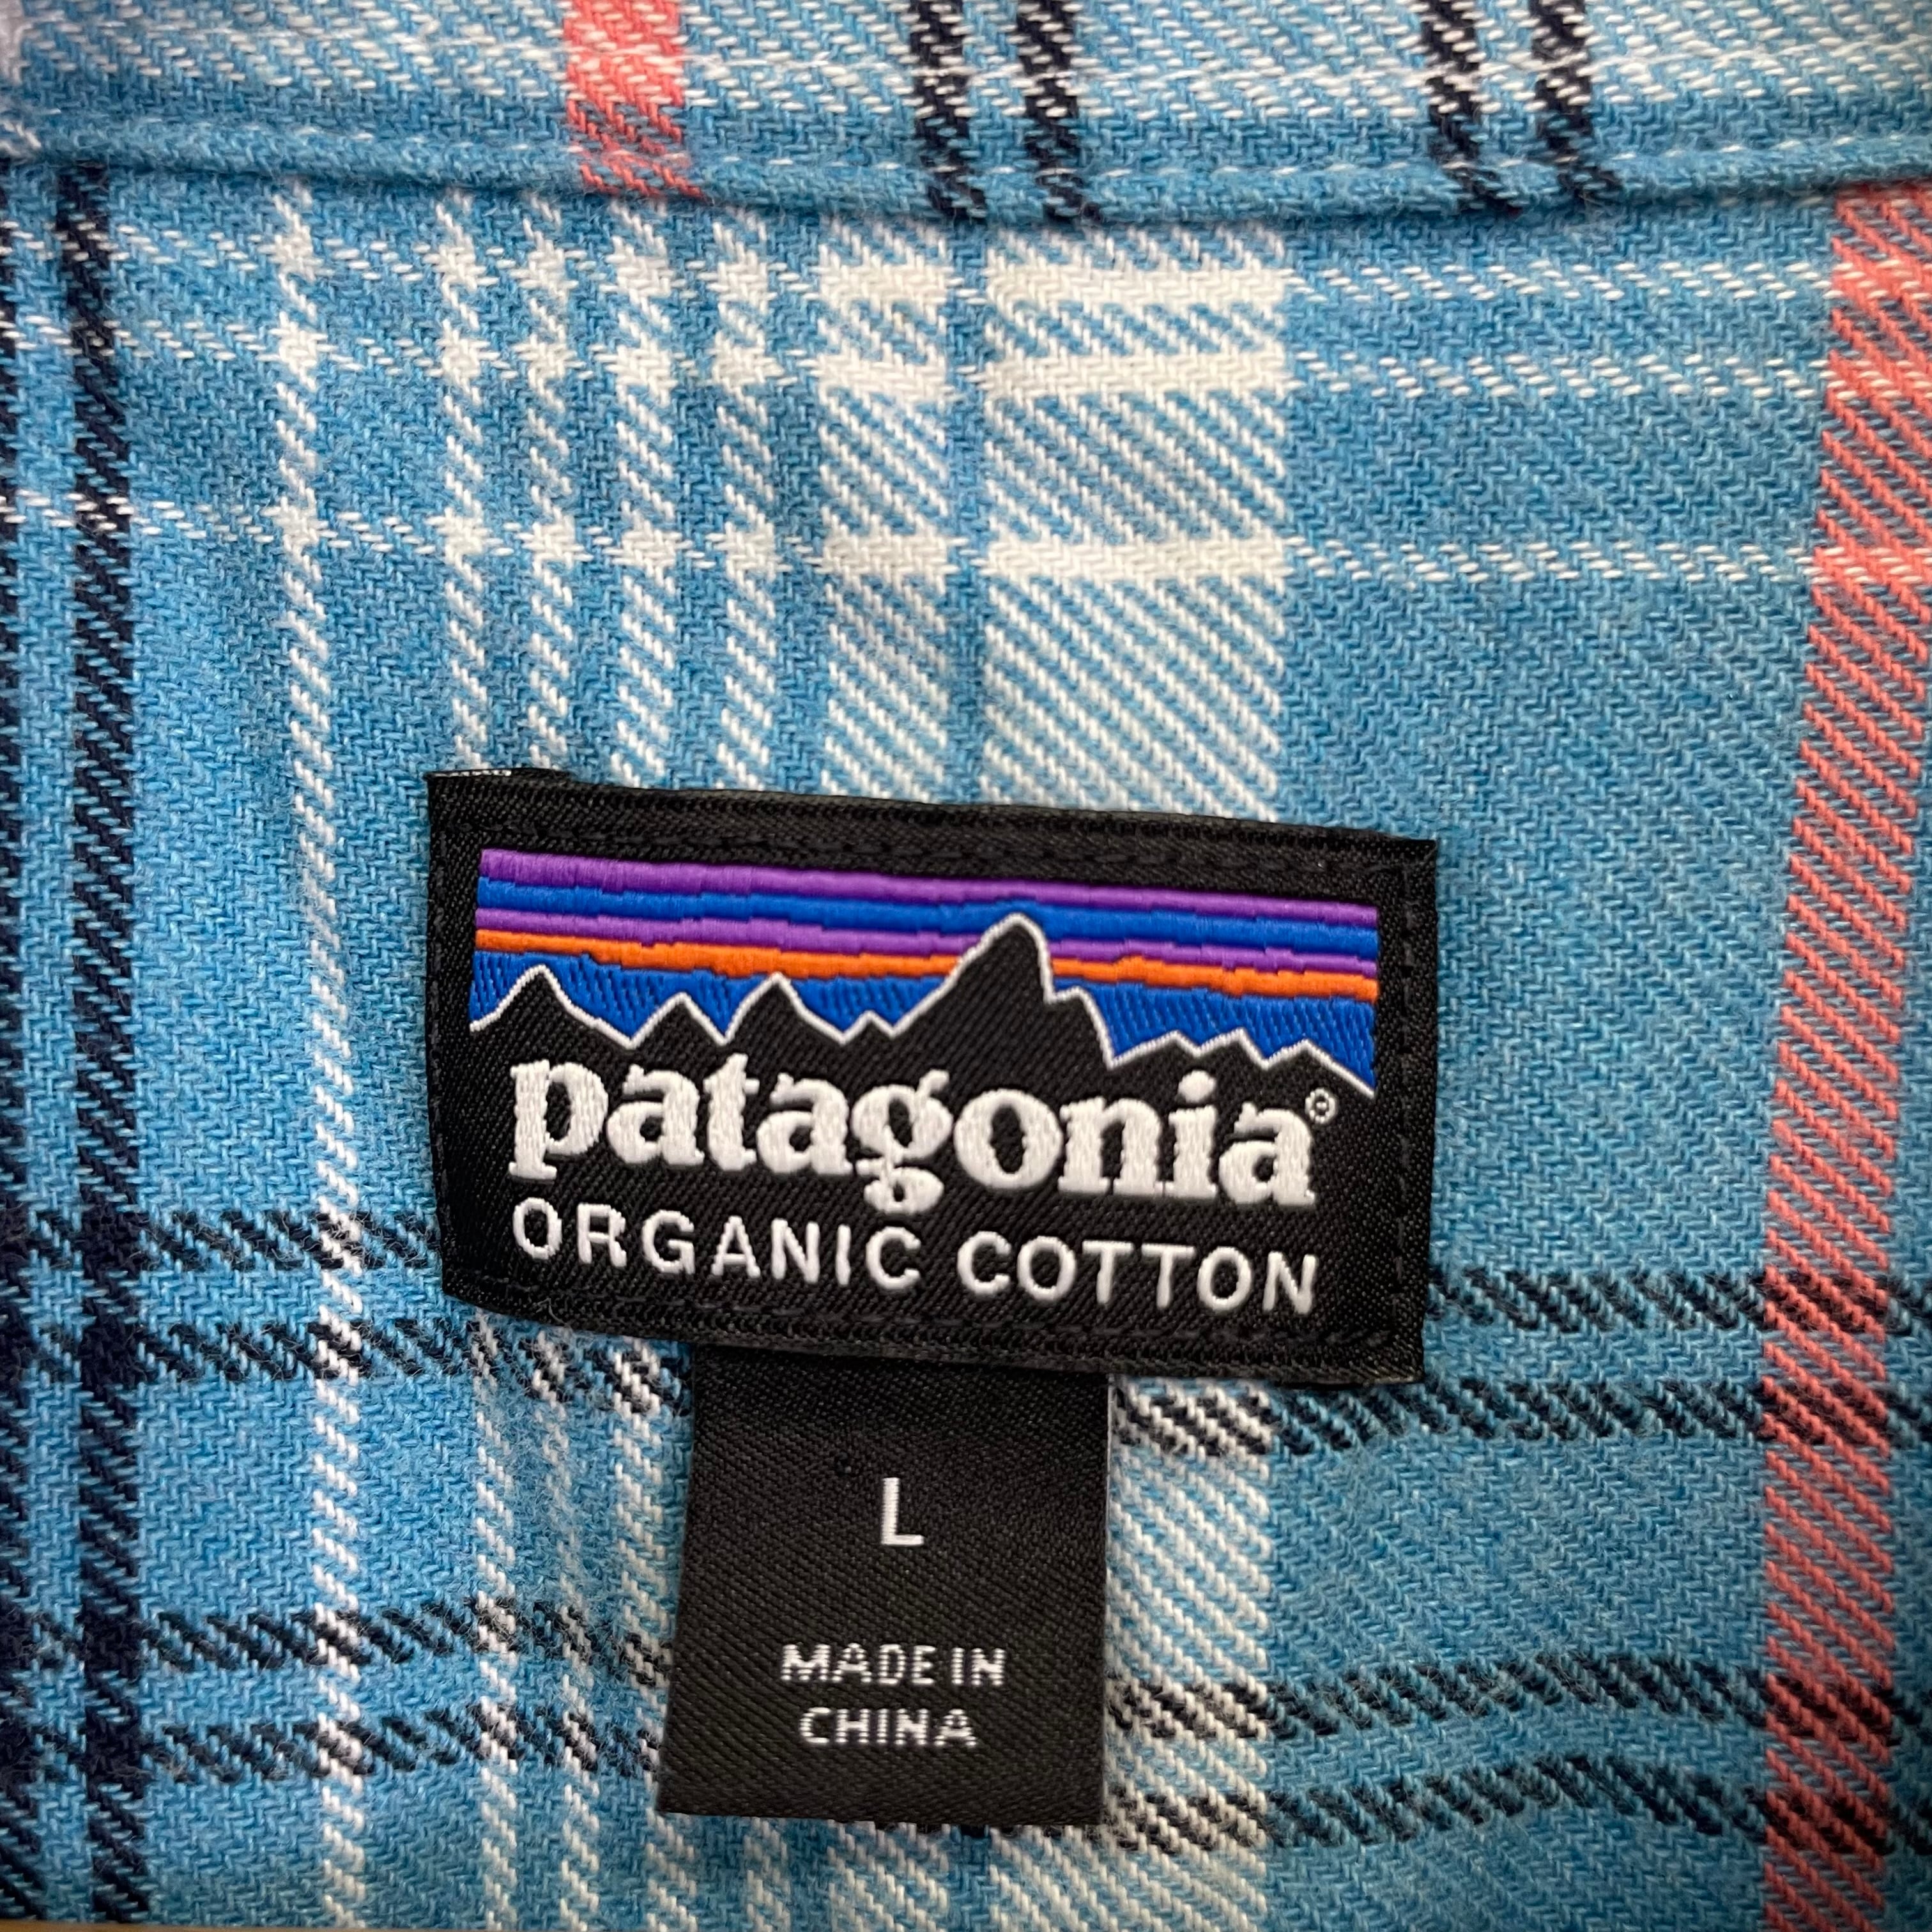 patagonia®
ORGANIC COTTON
L
MADE IN
CHINA